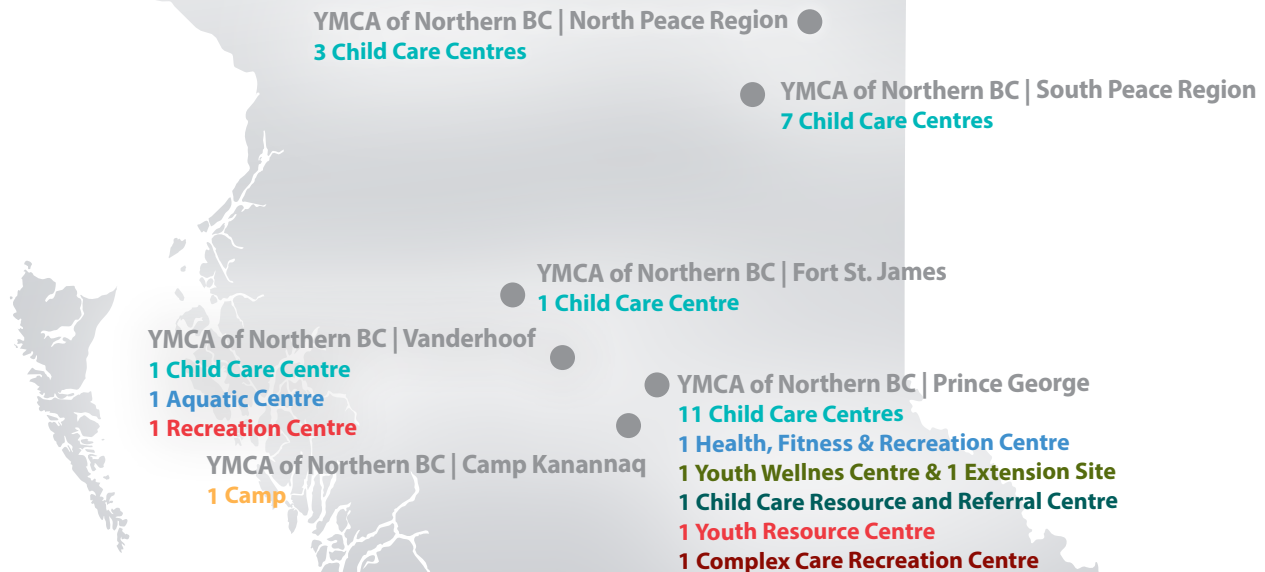 YMCA of Northern BC | North Peace Region
3 Child Care Centres
YMCA of Northern BC | South Peace Region
7 Child Care Centres
YMCA of Northern BC | Fort St. James
1 Child Care Centre
YMCA of Northern BC | Vanderhoof
1 Child Care Centre
1 Aquatic Centre
1 Recreation Centre
YMCA of Northern BC | Prince George
11 Child Care Centres
1 Health, Fitness & Recreation Centre
1 Youth Wellnes Centre & 1 Extension Site
1 Child Care Resource and Referral Centre
1 Youth Resource Centre
1 Complex Care Recreation Centre
YMCA of Northern BC | Camp Kanannaq
1 Camp